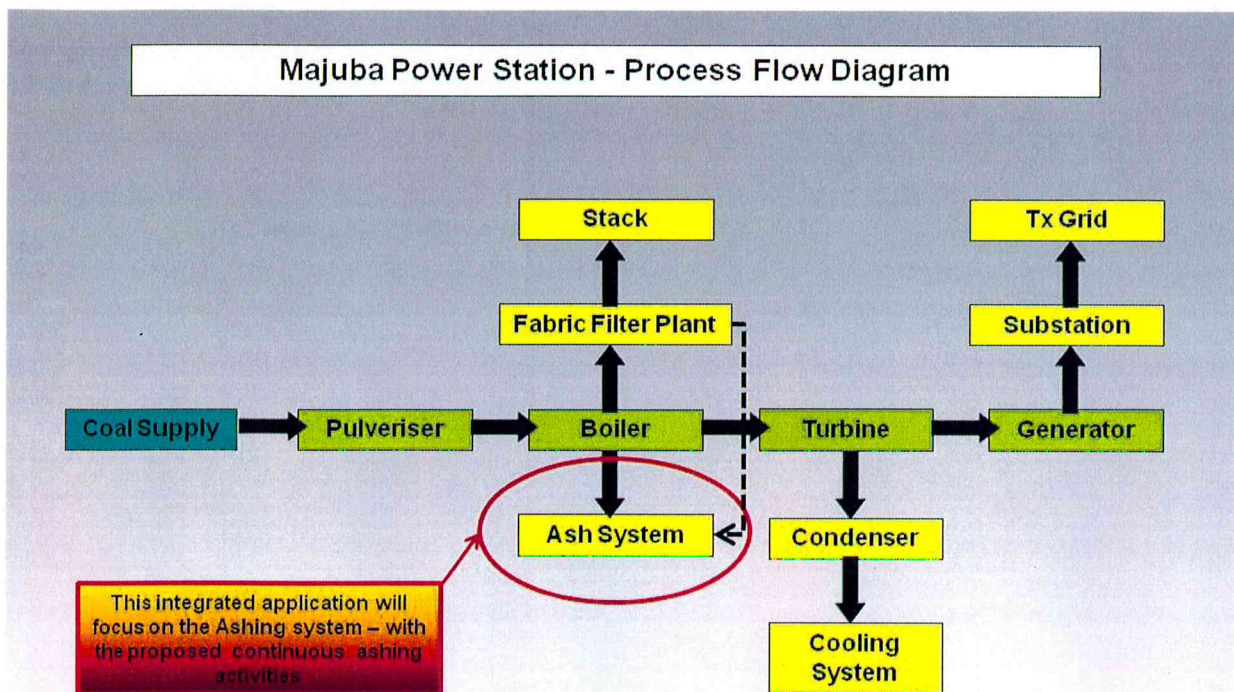 Majuba Power Station - Process Flow Diagram
Stack
Tx Grid
Fabric Filter Plant
Substation
Coal Supply
Pulveriser
Boiler
Turbine
Generator
Ash System
Condenser
This integrated application will
focus on the Ashing system – with
the proposed continuous ashing
activities
Cooling
System